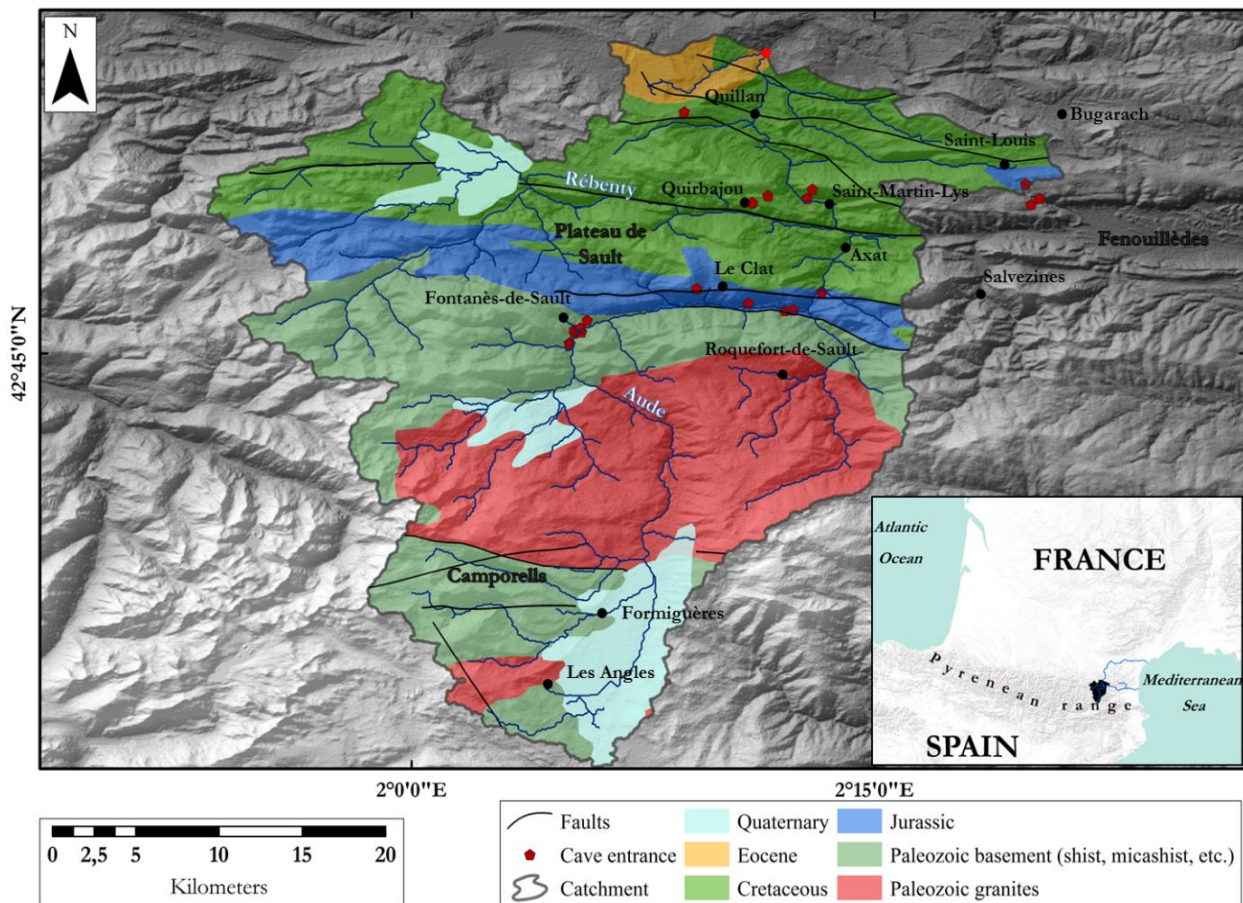 N
Quillan
Bugarach
Saint-Louis
Rébenty
Quirbajou
Saint-Martin-Lys
Plateau de
Sault
Fenouillèdes
Axat
Le Clat
Salvezines
Fontanès-de-Sault
42°45'0"N
Roquefort-de-Sault
Aude
Camporells
Formiguères
Les Angles
Atlantic
Ocean
FRANCE
Pyrenean range
Mediterranean
Sea
SPAIN
2°0'0"E
2°15'0"E
0 2,5 5 10 15 20
Kilometers
Faults
Quaternary
Jurassic
Cave entrance
Eocene
Paleozoic basement (shist, micashist, etc.)
Catchment
Cretaceous
Paleozoic granites